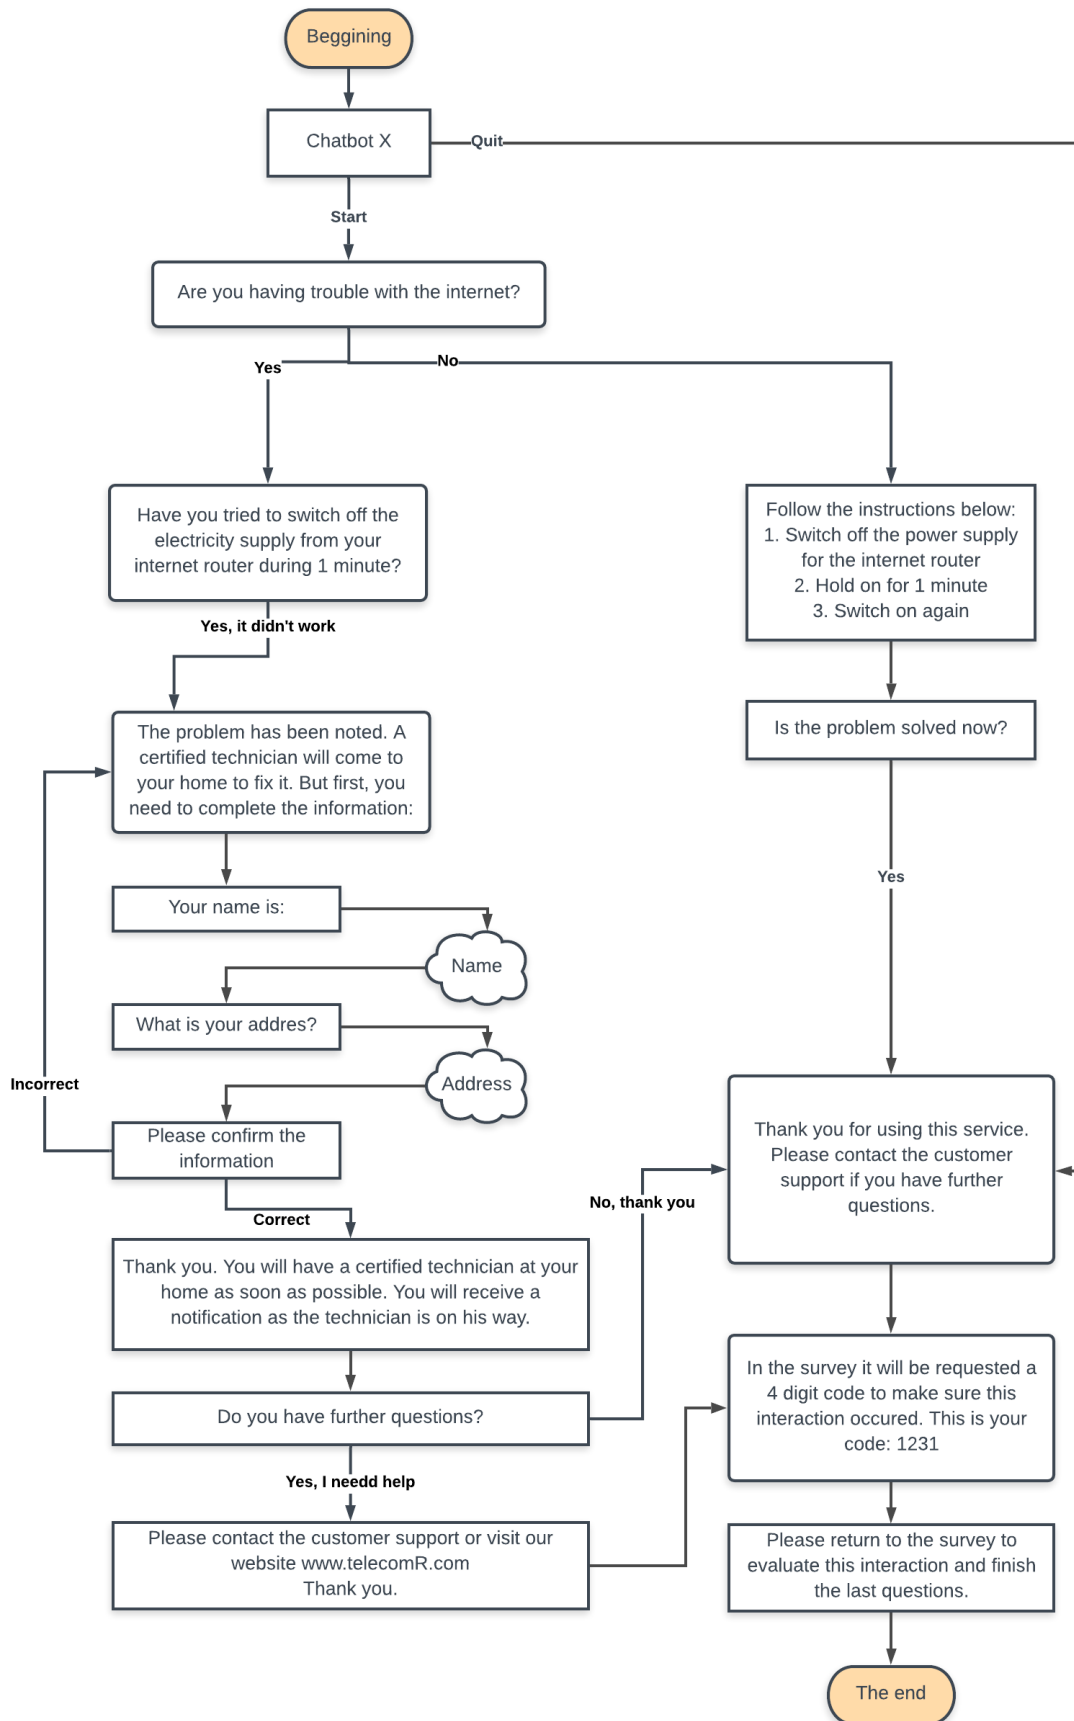 Beggining
Chatbot X
Quit
Start
Are you having trouble with the internet?
Yes
No
Have you tried to switch off the
electricity supply from your
internet router during 1 minute?
Follow the instructions below:
1. Switch off the power supply
for the internet router
2. Hold on for 1 minute
3. Switch on again
Yes, it didn't work
The problem has been noted. A
certified technician will come to
your home to fix it. But first, you
need to complete the information:
Is the problem solved now?
Yes
Your name is:
Name
What is your addres?
Address
Incorrect
Please confirm the
information
Correct
Thank you for using this service.
Please contact the customer
support if you have further
questions.
No, thank you
Thank you. You will have a certified technician at your
home as soon as possible. You will receive a
notification as the technician is on his way.
Do you have further questions?
In the survey it will be requested a
4 digit code to make sure this
interaction occured. This is your
code: 1231
Yes, I needd help
Please contact the customer support or visit our
website www.telecomR.com
Thank you.
Please return to the survey to
evaluate this interaction and finish
the last questions.
The end